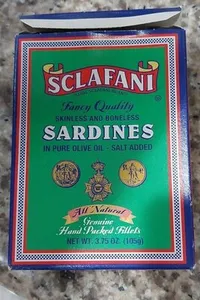 SCLAFANI
Fancy Quality
SKINLESS AND BONELESS
SARDINES
IN PURE OLIVE OIL - SALT ADDED
All Natural
Genuine
Hand Packed Fillets
NET WT. 3.75 OZ. (105g)